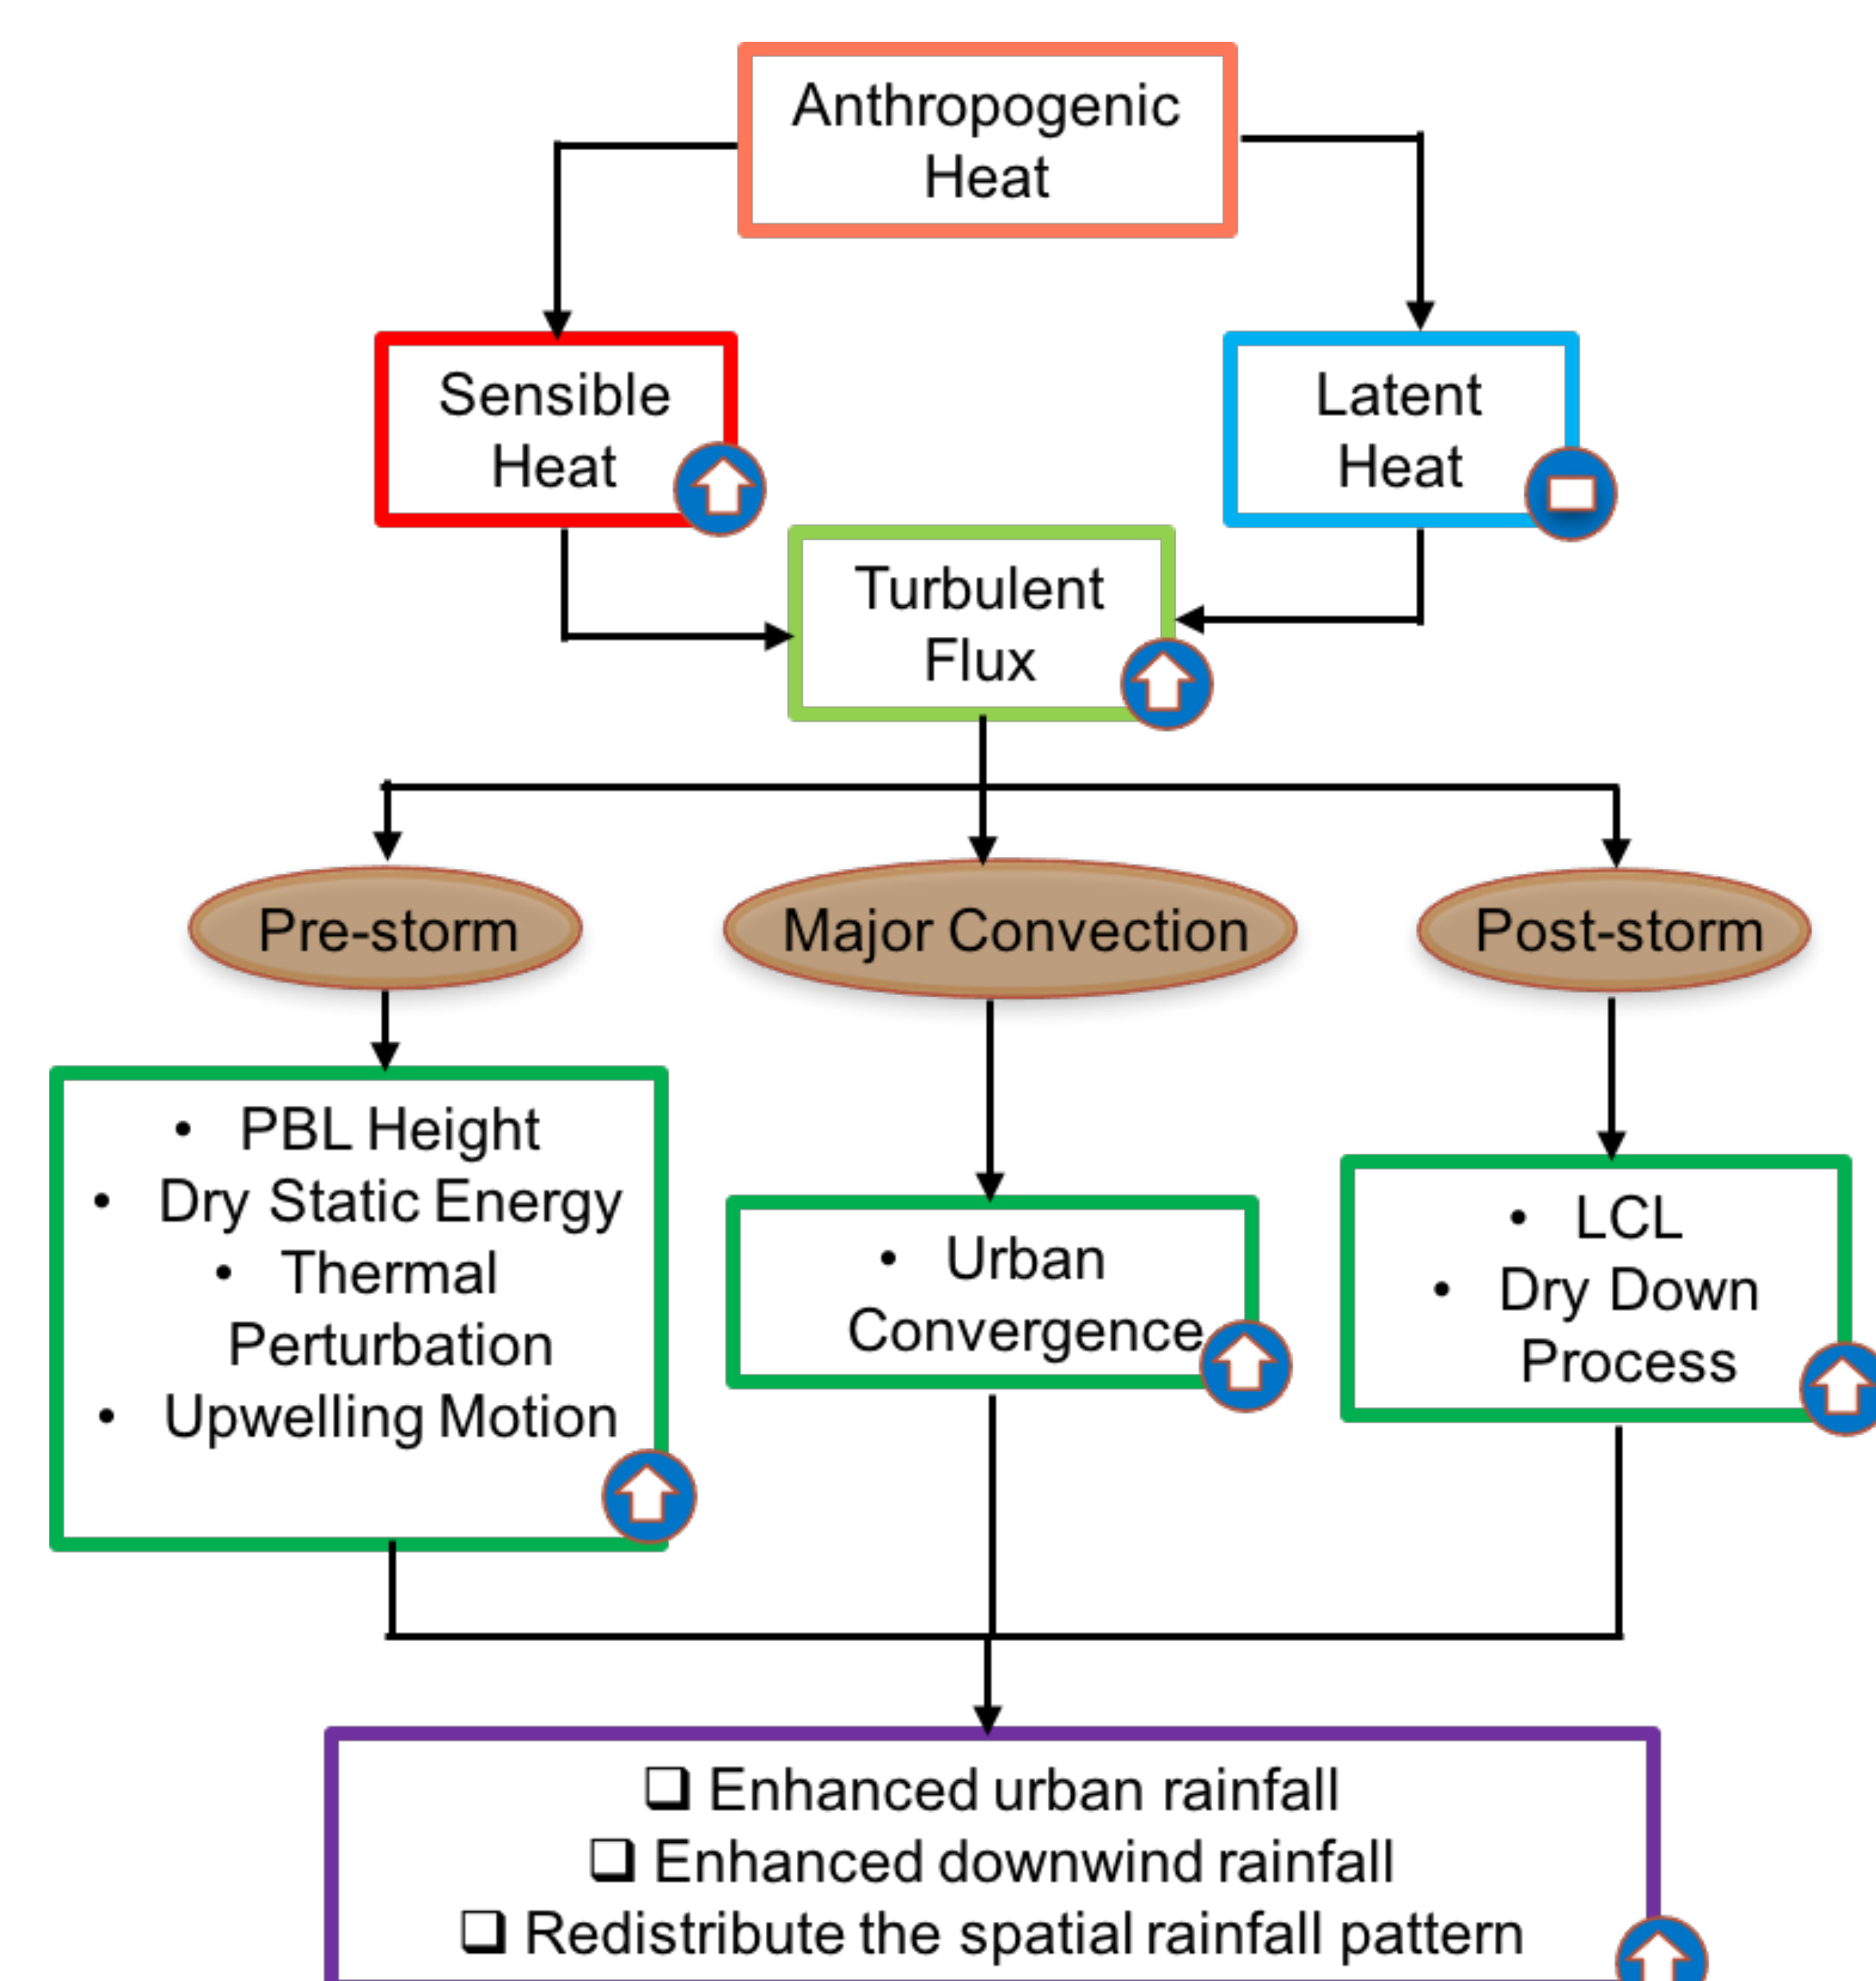 Anthropogenic
Heat
Sensible
Heat
Latent
Heat
Turbulent
Flux
Pre-storm
Major Convection
Post-storm
• PBL Height
• Dry Static Energy
• Thermal
Perturbation
• Upwelling Motion
• Urban
Convergence
• LCL
• Dry Down
Process
❑ Enhanced urban rainfall
❑ Enhanced downwind rainfall
❑ Redistribute the spatial rainfall pattern